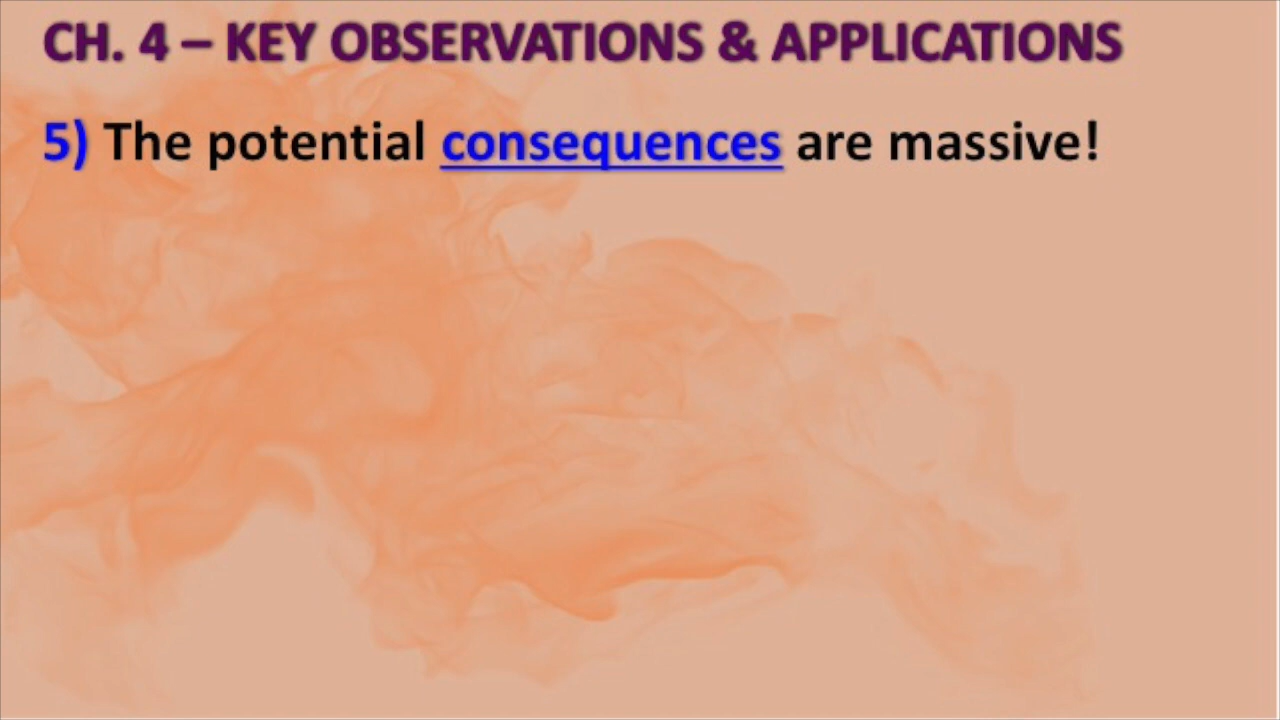 CH. 4 – KEY OBSERVATIONS & APPLICATIONS
5) The potential consequences are massive!